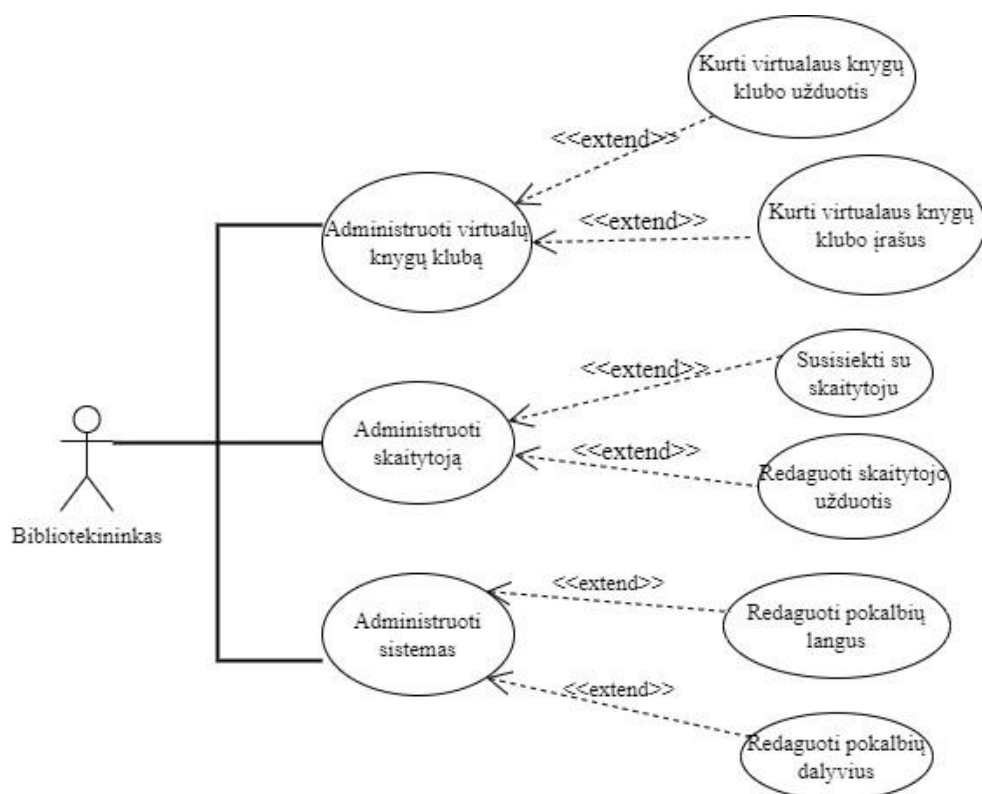 Kurti virtualaus knygų
klubo užduotis
<<extend>>
Kurti virtualaus knygų
klubo įrašus
<<extend>>
Administruoti virtualų
knygų klubą
Susisiekti su
skaitytoju
<<extend>>
Administruoti
skaitytoją
<<extend>>
Redaguoti skaitytojo
užduotis
Bibliotekininkas
<<extend>>
Redaguoti pokalbių
langus
Administruoti
sistemas
<<extend>>
Redaguoti pokalbių
dalyvius